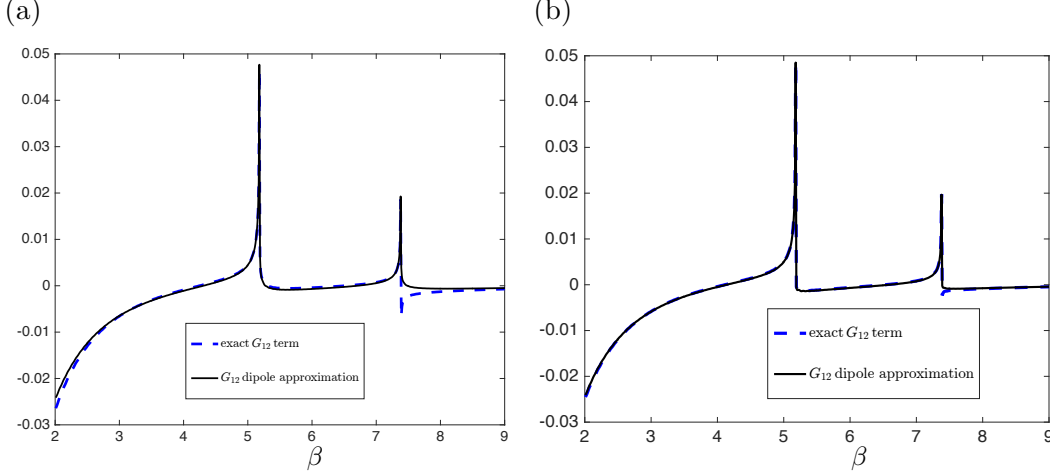 (a)
0.05
0.04
0.03
0.02
0.01
0
-0.01
-0.02
-0.03
2 3 4 5 6 7 8 9
β
exact G₁₂ term
G₁₂ dipole approximation
(b)
0.05
0.04
0.03
0.02
0.01
0
-0.01
-0.02
-0.03
2 3 4 5 6 7 8 9
β
exact G₁₂ term
G₁₂ dipole approximation